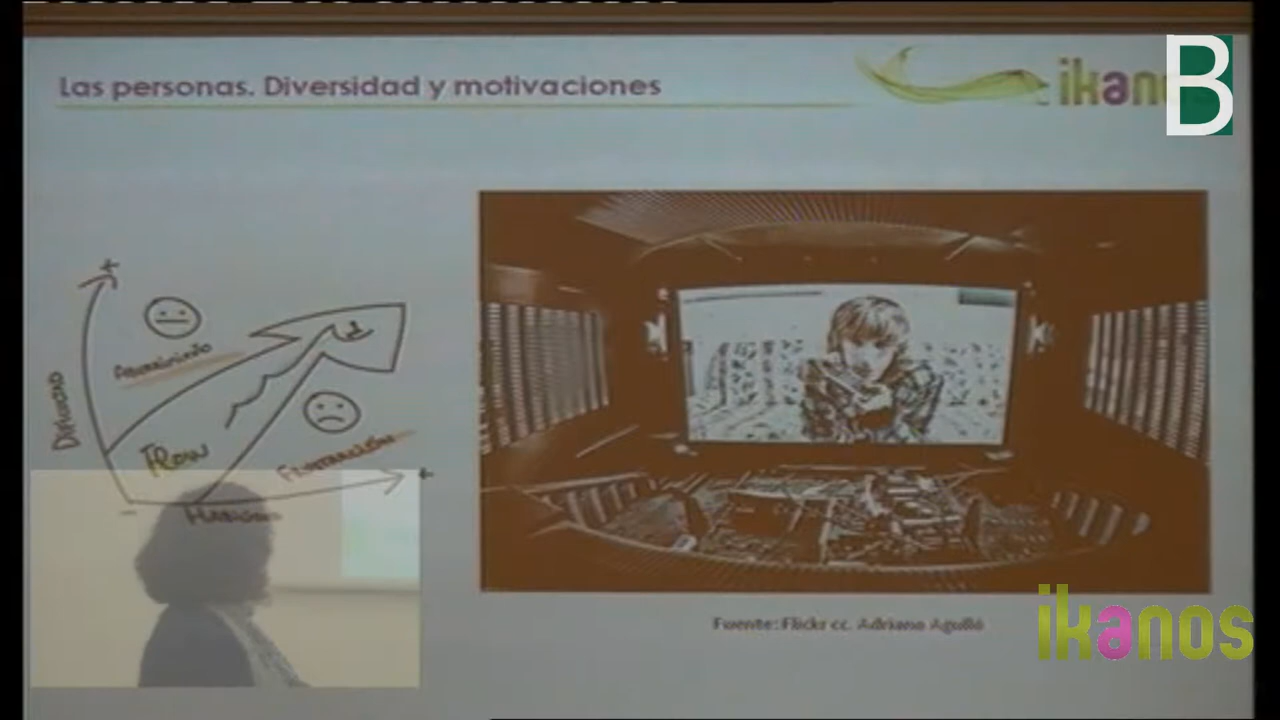 Las personas. Diversidad y motivaciones
ikanos
B
+
Aburrimiento
Dificultad
Flow
Frustración
+
-
Habilidad
Fuente: Flickr cc. Adriano Agulló
ikanos